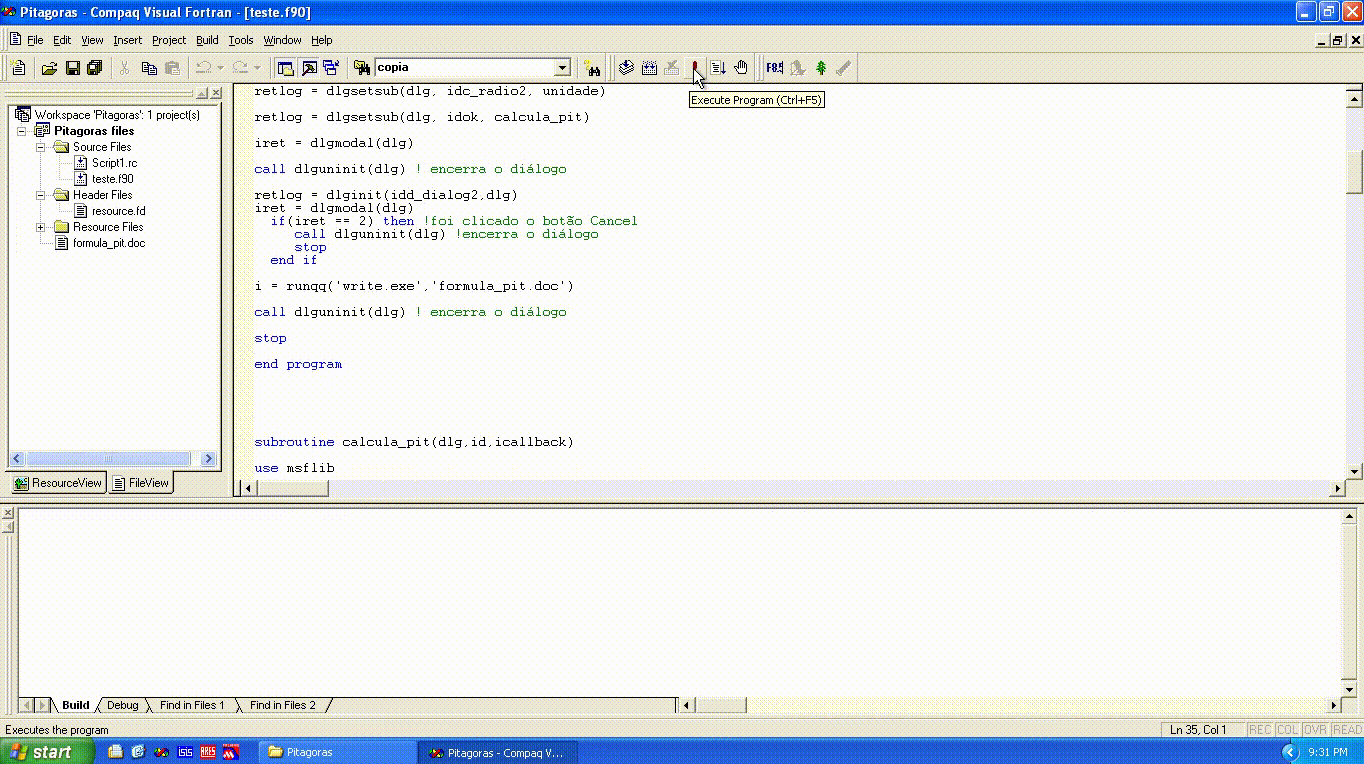 Pitagoras - Compaq Visual Fortran - [teste.f90]
File Edit View Insert Project Build Tools Window Help
copia
Execute Program (Ctrl+F5)
Workspace 'Pitagoras': 1 project(s)
Pitagoras files
Source Files
Script1.rc
teste.f90
Header Files
resource.fd
Resource Files
formula_pit.doc
ResourceView FileView
retlog = dlgsetsub(dlg, idc_radio2, unidade)
retlog = dlgsetsub(dlg, idok, calcula_pit)
iret = dlgmodal(dlg)
call dlguninit(dlg) ! encerra o diálogo
retlog = dlginit(idd_dialog2,dlg)
iret = dlgmodal(dlg)
if(iret == 2) then !foi clicado o botão Cancel
call dlguninit(dlg) !encerra o diálogo
stop
end if
i = runqq('write.exe','formula_pit.doc')
call dlguninit(dlg) ! encerra o diálogo
stop
end program
subroutine calcula_pit(dlg,id,icallback)
use msflib
Build Debug Find in Files 1 Find in Files 2
Executes the program
Ln 35, Col 1 REC COL OVR READ
start Pitagoras Pitagoras - Compaq V... 9:31 PM